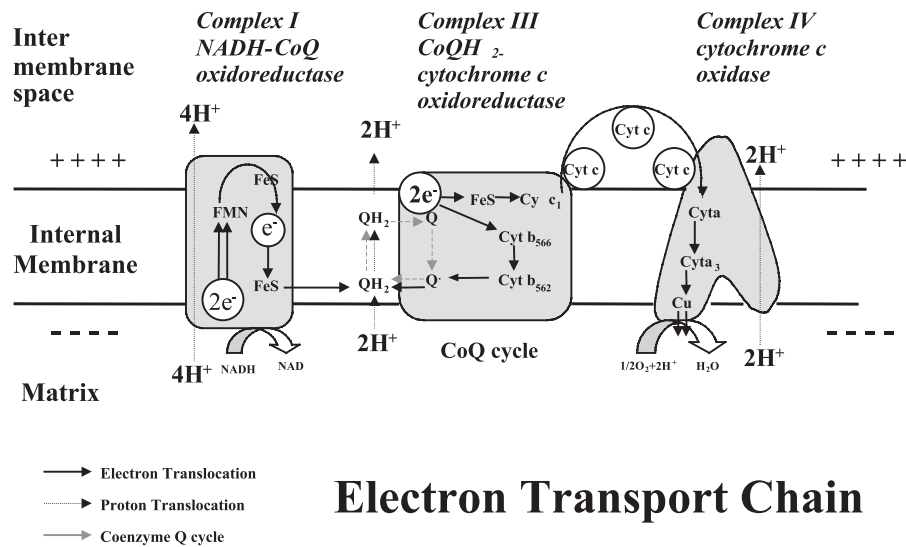 Inter
membrane
space
Complex I
NADH-CoQ
oxidoreductase
Complex III
CoQH 2-
cytochrome c
oxidoreductase
Complex IV
cytochrome c
oxidase
4H+
2H+
2H+
Cyt c
Cyt c
Cyt c
+ + + +
+ + + +
FeS
FMN
e-
2e-
FeS
QH2
QH2
2e-
Q
FeS
Cy c1
Cyt b566
Q·
Cyt b562
Cyta
Cyta3
Cu
Internal
Membrane
- - - -
- - - -
4H+
NADH
NAD
2H+
CoQ cycle
1/2O2+2H+
H2O
2H+
Matrix
Electron Translocation
Proton Translocation
Coenzyme Q cycle
Electron Transport Chain